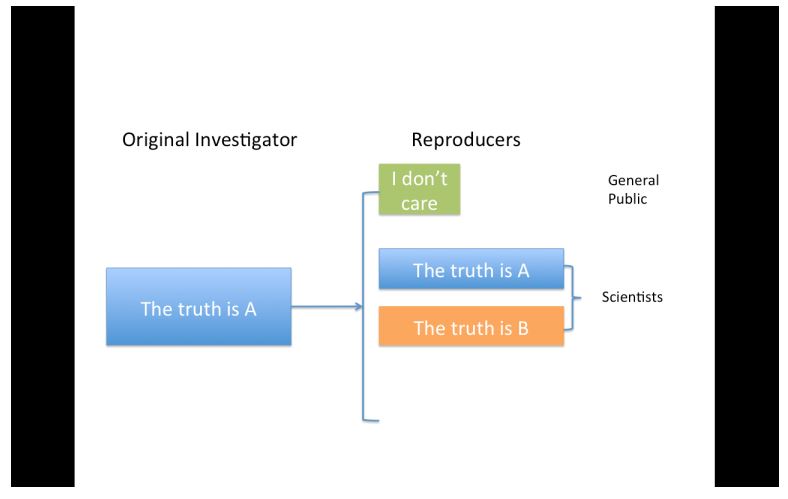 Original Investigator
Reproducers
I don't
care
General
Public
The truth is A
The truth is A
The truth is B
Scientists